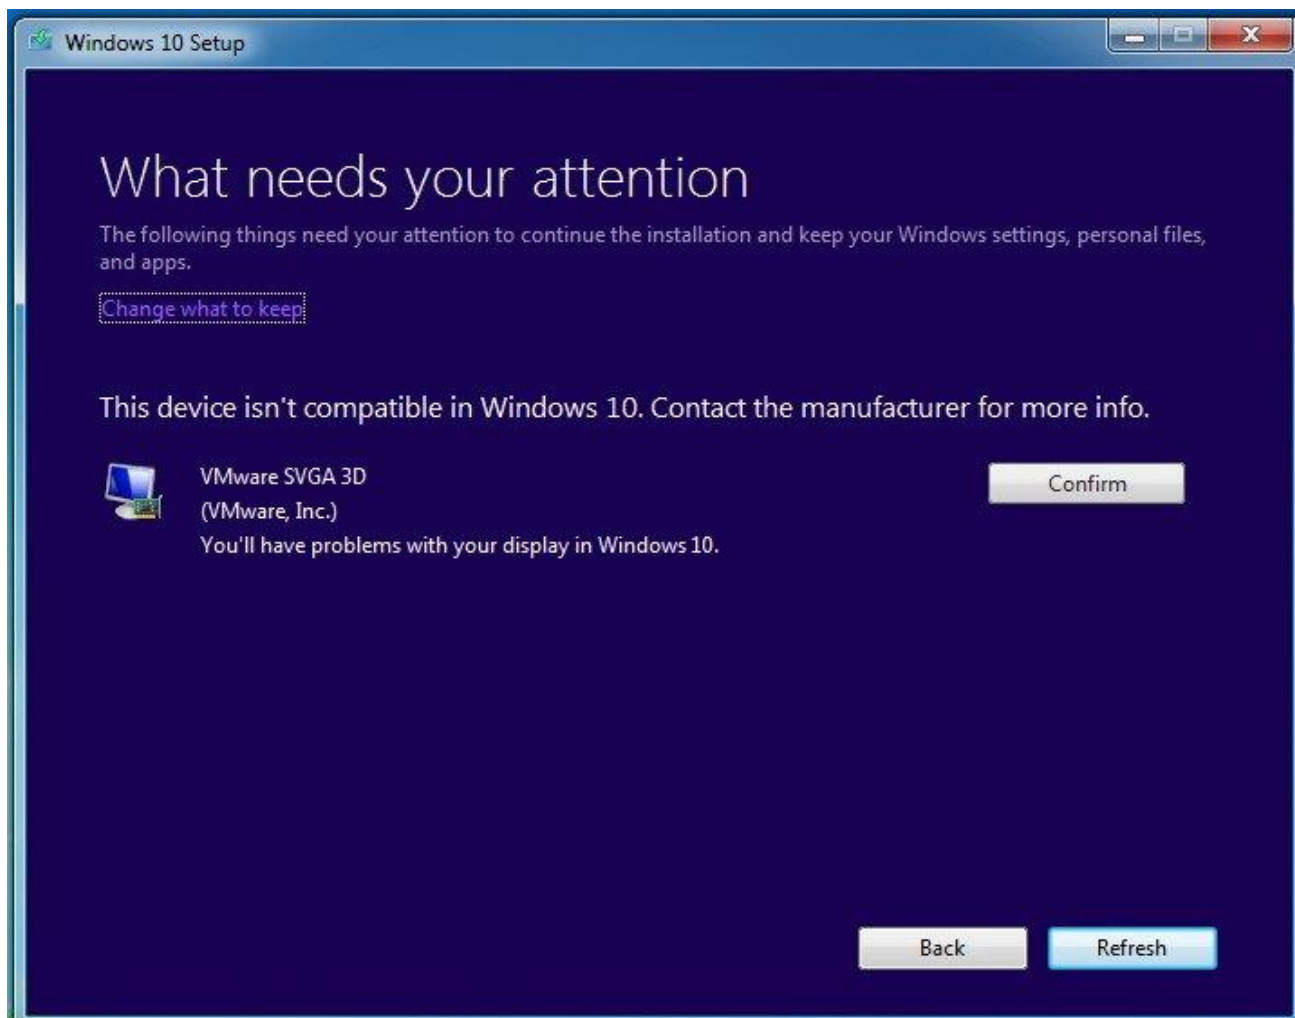 Windows 10 Setup
What needs your attention
The following things need your attention to continue the installation and keep your Windows settings, personal files,
and apps.
Change what to keep
This device isn't compatible in Windows 10. Contact the manufacturer for more info.
VMware SVGA 3D
Confirm
(VMware, Inc.)
You'll have problems with your display in Windows 10.
Back
Refresh